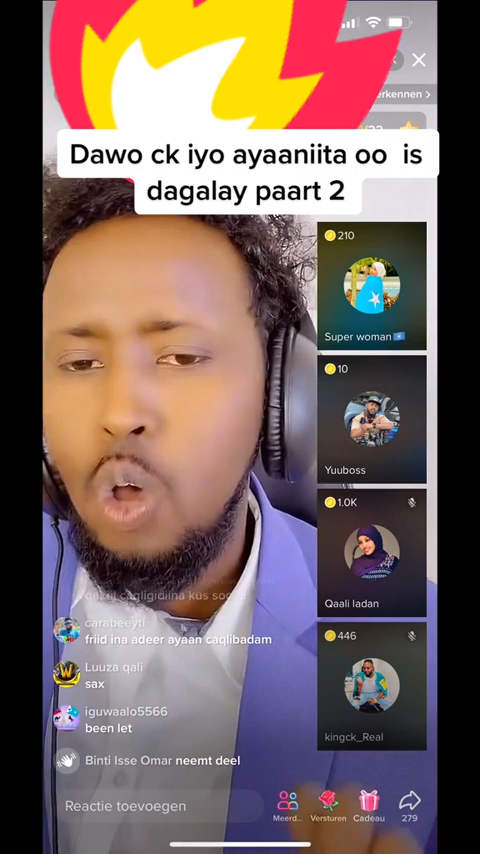 erkennen >
Dawo ck iyo ayaaniita oo is
dagalay paart 2
210
Super woman
10
Yuuboss
1.0K
Qaali ladan
446
kingck_Real
carabeeyti
friid ina adeer ayaan caqlibadam
Luuza qali
sax
iguwaalo5566
been let
Binti Isse Omar neemt deel
Reactie toevoegen
Meerd...
Versturen
Cadeau
279